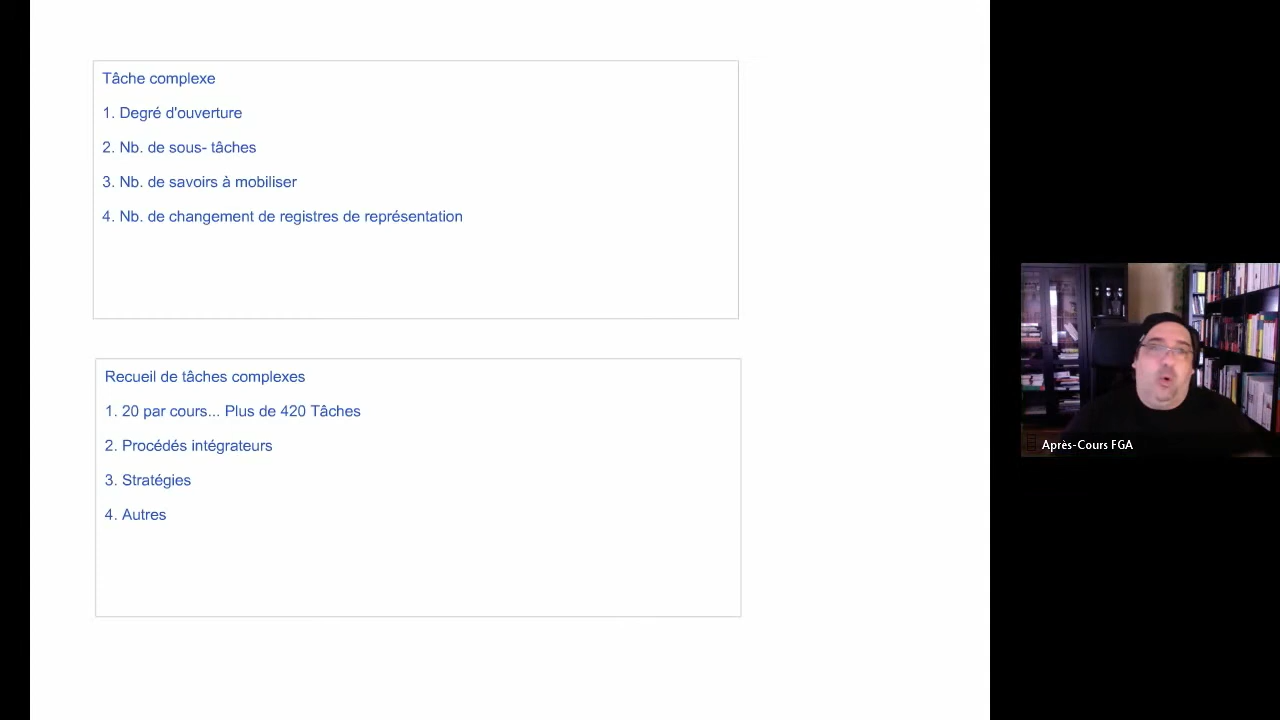 Tâche complexe
1. Degré d'ouverture
2. Nb. de sous- tâches
3. Nb. de savoirs à mobiliser
4. Nb. de changement de registres de représentation
Recueil de tâches complexes
1. 20 par cours... Plus de 420 Tâches
2. Procédés intégrateurs
3. Stratégies
4. Autres
Après-Cours FGA